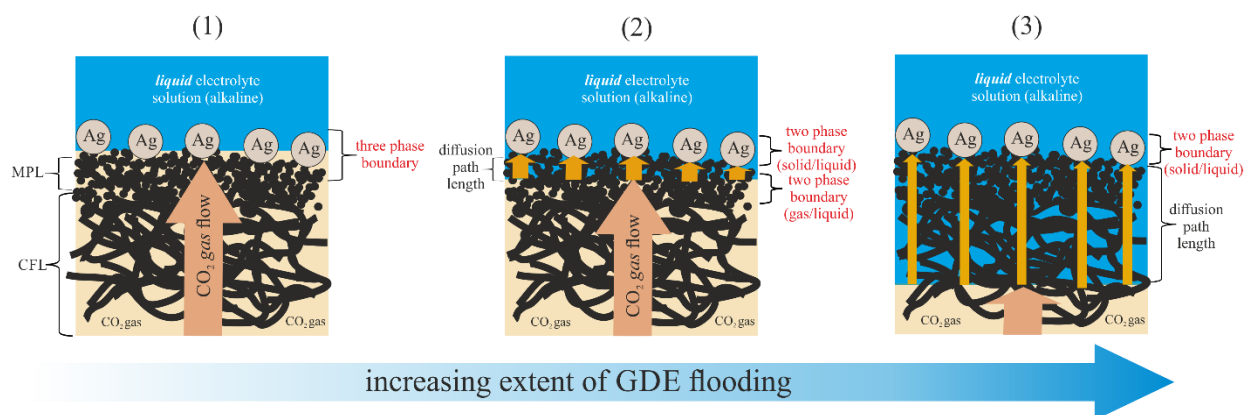 (1)
liquid electrolyte
solution (alkaline)
Ag
Ag
Ag
Ag
Ag
three phase
boundary
MPL
CFL
CO₂ gas flow
CO₂ gas
CO₂ gas
(2)
liquid electrolyte
solution (alkaline)
Ag
Ag
Ag
Ag
Ag
diffusion
path
length
two phase
boundary
(solid/liquid)
two phase
boundary
(gas/liquid)
CO₂ gas flow
CO₂ gas
CO₂ gas
(3)
liquid electrolyte
solution (alkaline)
Ag
Ag
Ag
Ag
Ag
two phase
boundary
(solid/liquid)
diffusion
path
length
CO₂ gas
CO₂ gas
increasing extent of GDE flooding